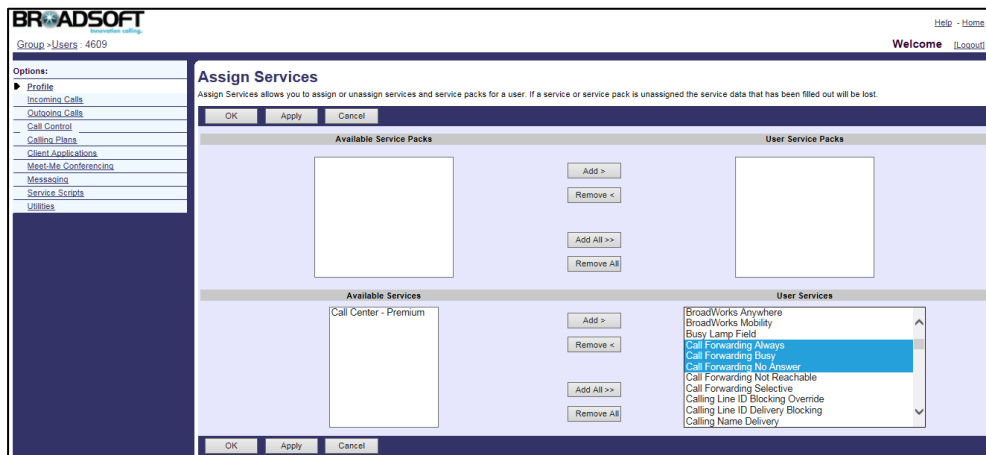 BROADSOFT
innovation calling.
Help - Home
Group >Users : 4609
Welcome [Logout]
Options:
Profile
Incoming Calls
Outgoing Calls
Call Control
Calling Plans
Client Applications
Meet-Me Conferencing
Messaging
Service Scripts
Utilities
Assign Services
Assign Services allows you to assign or unassign services and service packs for a user. If a service or service pack is unassigned the service data that has been filled out will be lost.
OK Apply Cancel
Available Service Packs User Service Packs
Add >
Remove <
Add All >>
Remove All
Available Services User Services
Call Center - Premium
Add >
Remove <
Add All >>
Remove All
BroadWorks Anywhere
BroadWorks Mobility
Busy Lamp Field
Call Forwarding Always
Call Forwarding Busy
Call Forwarding No Answer
Call Forwarding Not Reachable
Call Forwarding Selective
Calling Line ID Blocking Override
Calling Line ID Delivery Blocking
Calling Name Delivery
OK Apply Cancel